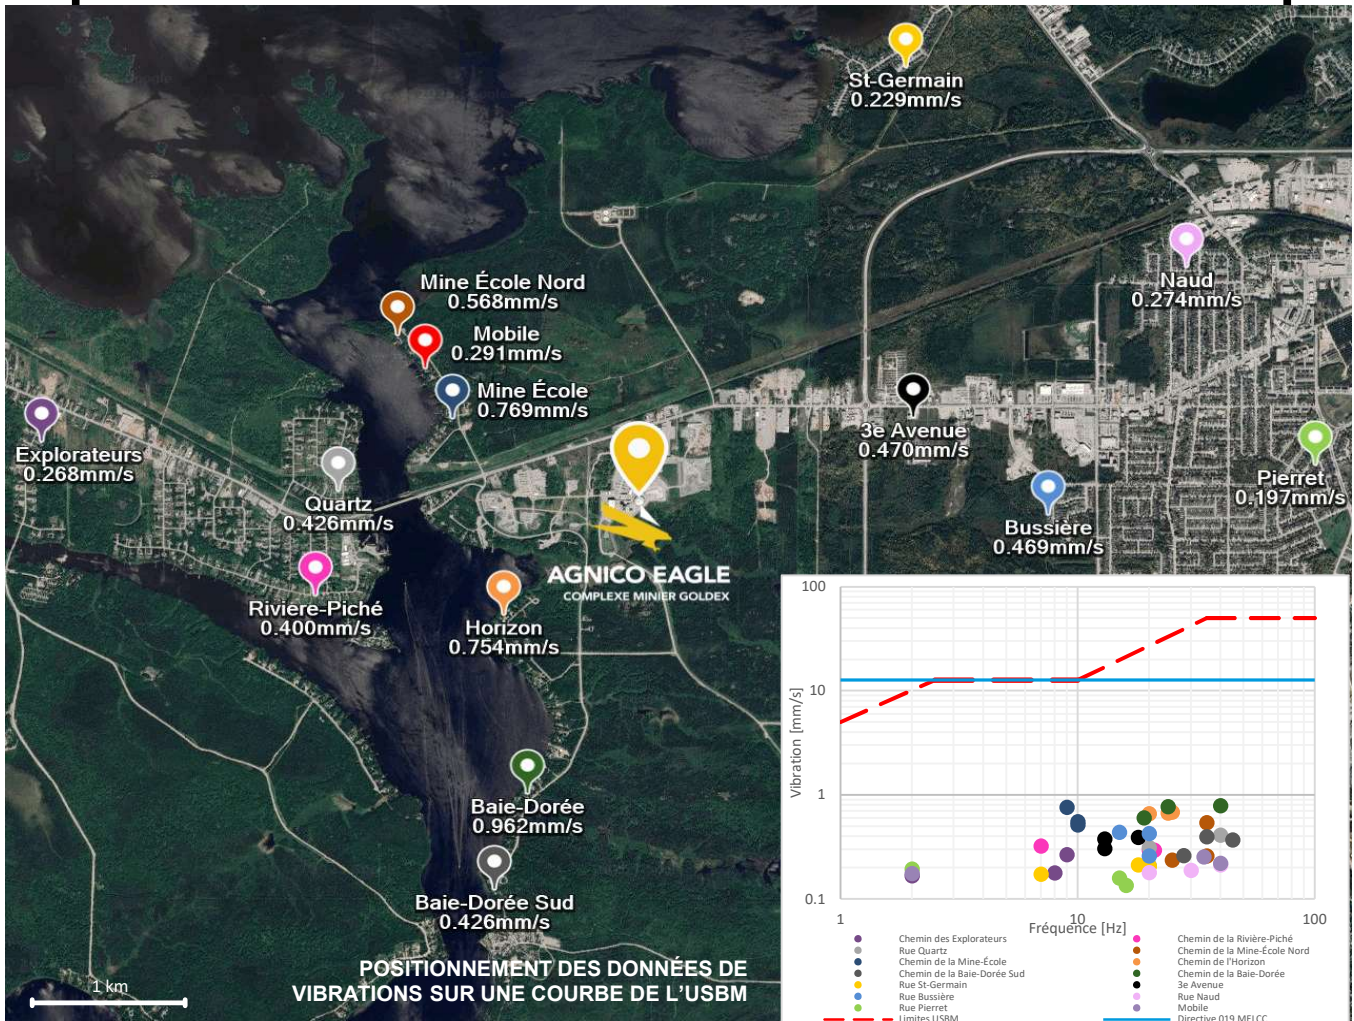 St-Germain
0.229mm/s
Naud
0.274mm/s
Mine École Nord
0.568mm/s
Mobile
0.291mm/s
Mine École
0.769mm/s
3e Avenue
0.470mm/s
Explorateurs
0.268mm/s
Pierret
0.197mm/s
Quartz
0.426mm/s
Bussière
0.469mm/s
AGNICO EAGLE
COMPLEXE MINIER GOLDEX
Riviere-Piché
0.400mm/s
Horizon
0.754mm/s
Baie-Dorée
0.962mm/s
Baie-Dorée Sud
0.426mm/s
POSITIONNEMENT DES DONNÉES DE
VIBRATIONS SUR UNE COURBE DE L'USBM
1 km
100
10
1
0.1
Vibration [mm/s]
1
10
100
Fréquence [Hz]
Chemin des Explorateurs
Chemin de la Rivière-Piché
Rue Quartz
Chemin de la Mine-École Nord
Chemin de la Mine-École
Chemin de l'Horizon
Chemin de la Baie-Dorée Sud
Chemin de la Baie-Dorée
Rue St-Germain
3e Avenue
Rue Bussière
Rue Naud
Rue Pierret
Mobile
Limites USBM
Directive 019 MELCC